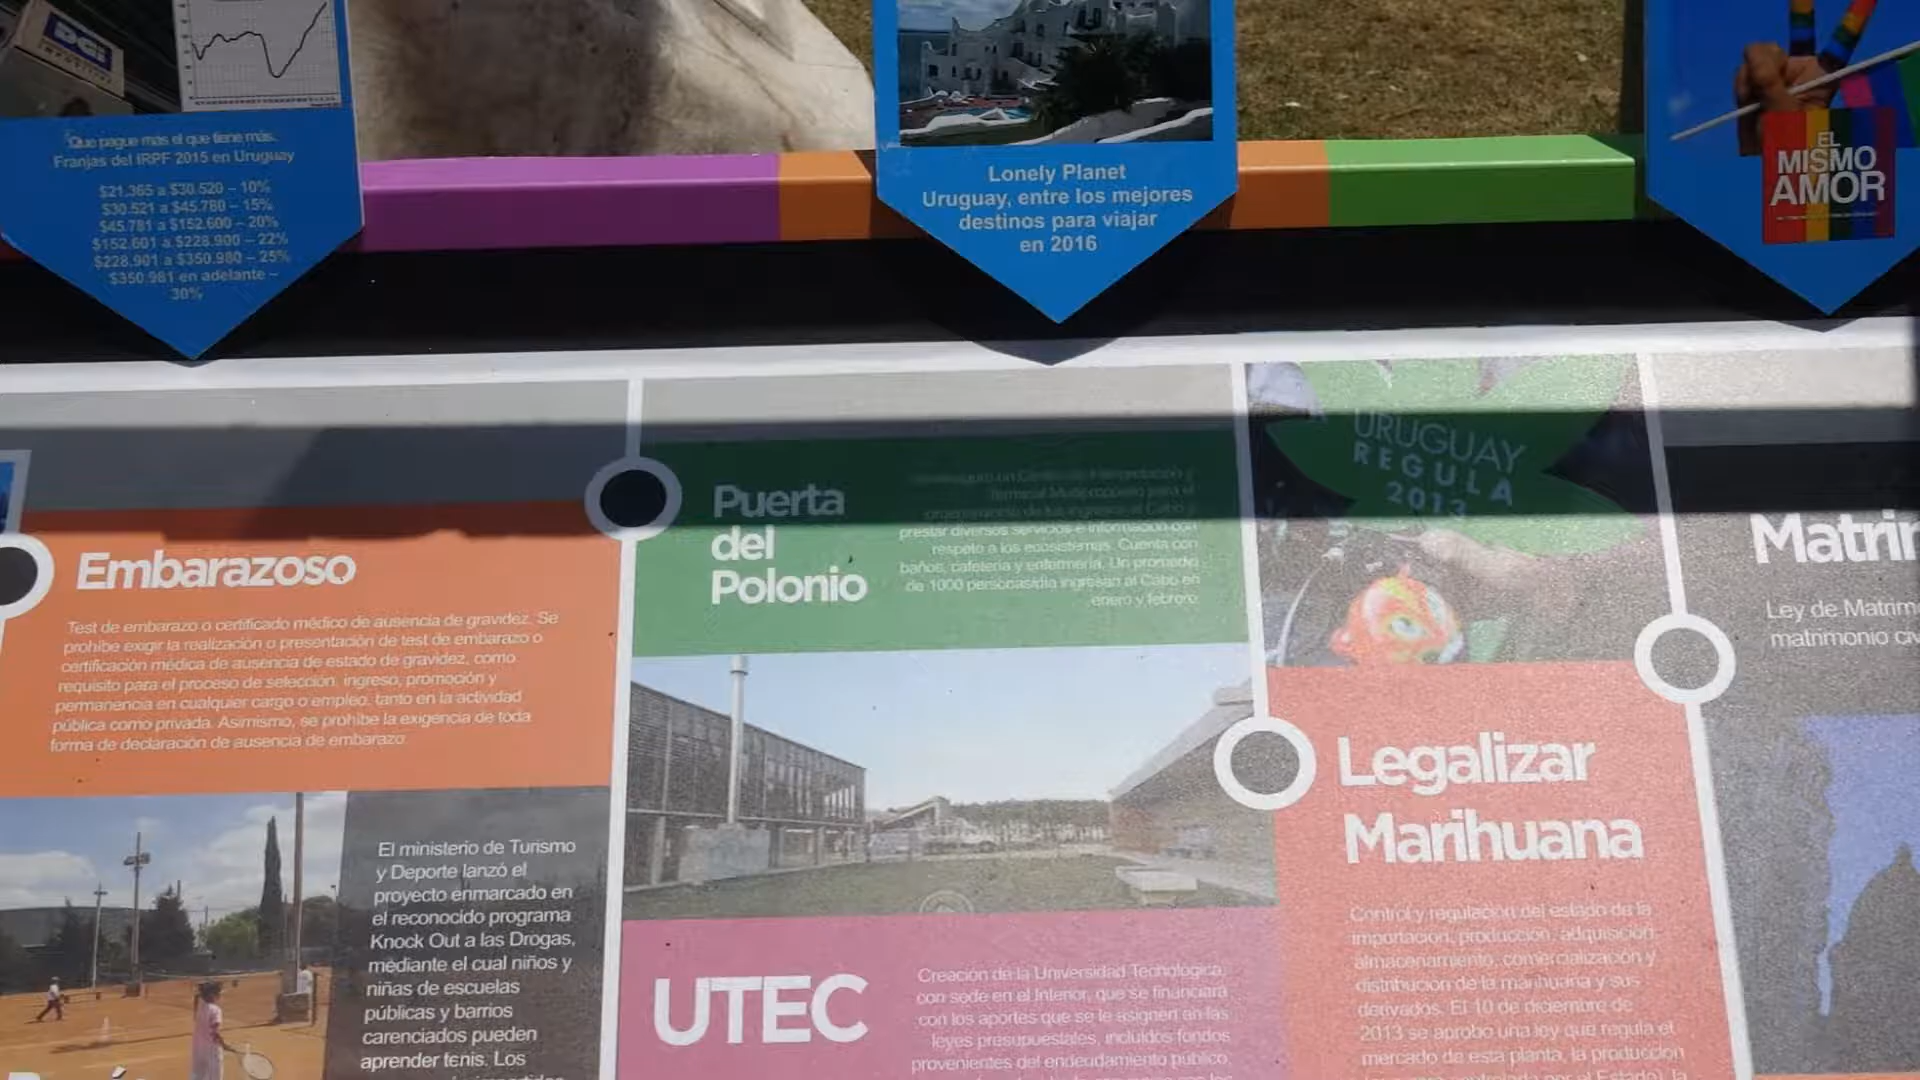 DGI
Que pague más el que tiene más.
Franjas del IRPF 2015 en Uruguay
$21.365 a $30.520 – 10%
$30.521 a $45.780 – 15%
$45.781 a $152.600 – 20%
$152.601 a $228.900 – 22%
$228.901 a $350.980 – 25%
$350.981 en adelante –
30%
Lonely Planet
Uruguay, entre los mejores
destinos para viajar
en 2016
EL
MISMO
AMOR
Embarazoso
Test de embarazo o certificado médico de ausencia de gravidez. Se
prohíbe exigir la realización o presentación de test de embarazo o
certificación médica de ausencia de estado de gravidez, como
requisito para el proceso de selección, ingreso, promoción y
permanencia en cualquier cargo o empleo, tanto en la actividad
pública como privada. Asimismo, se prohíbe la exigencia de toda
forma de declaración de ausencia de embarazo
El ministerio de Turismo
y Deporte lanzó el
proyecto enmarcado en
el reconocido programa
Knock Out a las Drogas,
mediante el cual niños y
niñas de escuelas
públicas y barrios
carenciados pueden
aprender tenis. Los
Puerta
del
Polonio
prestar diversos servicios e información con
respeto a los ecosistemas. Cuenta con
baños, cafetería y enfermería. Un promedio
de 1000 personas/día ingresan al Cabo en
enero y febrero.
UTEC
Creación de la Universidad Tecnológica,
con sede en el Interior, que se financiará
con los aportes que se le asignen en las
leyes presupuestales, incluidos fondos
provenientes del endeudamiento público,
URUGUAY
REGULA
2013
Legalizar
Marihuana
Control y regulación del estado de la
importación, producción, adquisición,
almacenamiento, comercialización y
distribución de la marihuana y sus
derivados. El 10 de diciembre de
2013 se aprobó una ley que regula el
mercado de esta planta, la producción
Matrim
Ley de Matrim
matrimonio civ